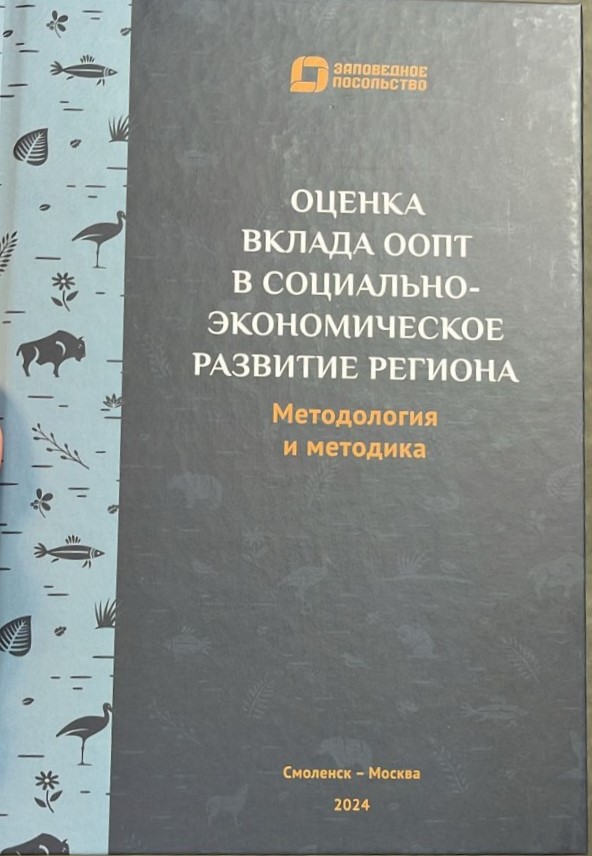 ЗАПОВЕДНОЕ
ПОСОЛЬСТВО
ОЦЕНКА
ВКЛАДА ООПТ
В СОЦИАЛЬНО-
ЭКОНОМИЧЕСКОЕ
РАЗВИТИЕ РЕГИОНА
Методология
и методика
Смоленск – Москва
2024